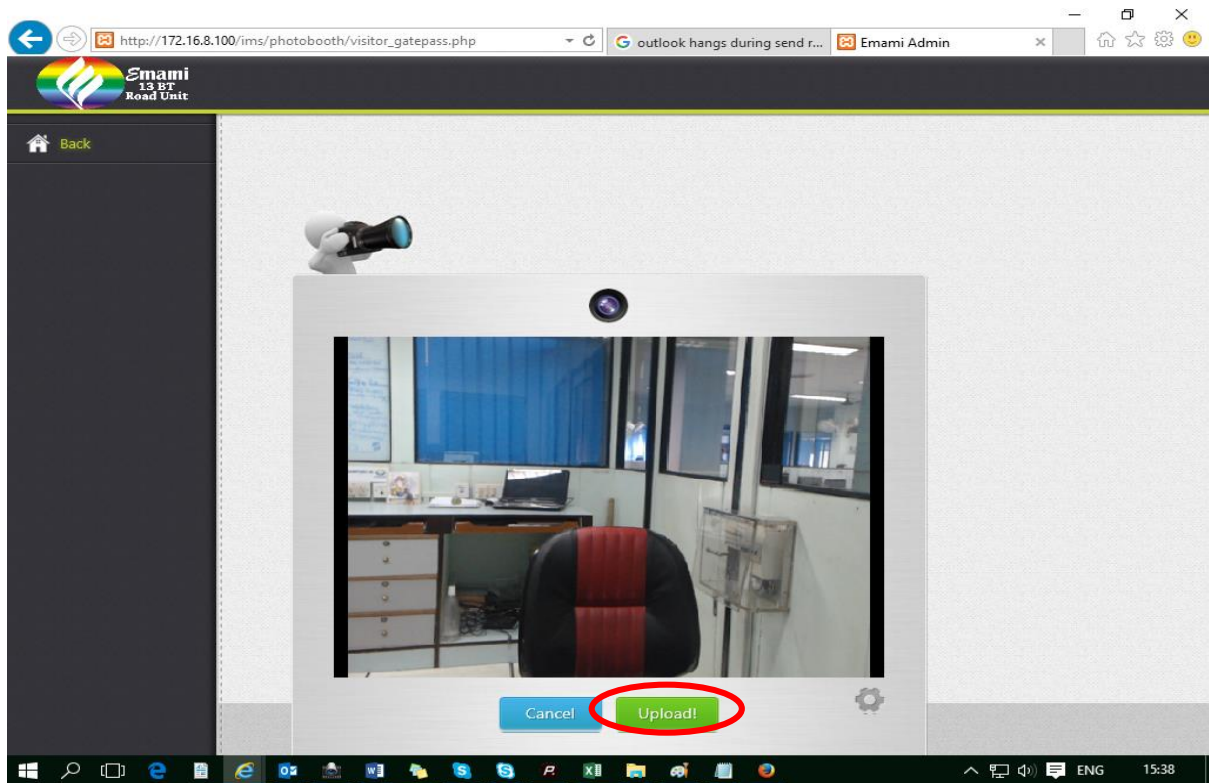 http://172.16.8.100/ims/photobooth/visitor_gatepass.php
outlook hangs during send r...
Emami Admin
Emami
13 BT
Road Unit
Back
Cancel
Upload!
ENG
15:38